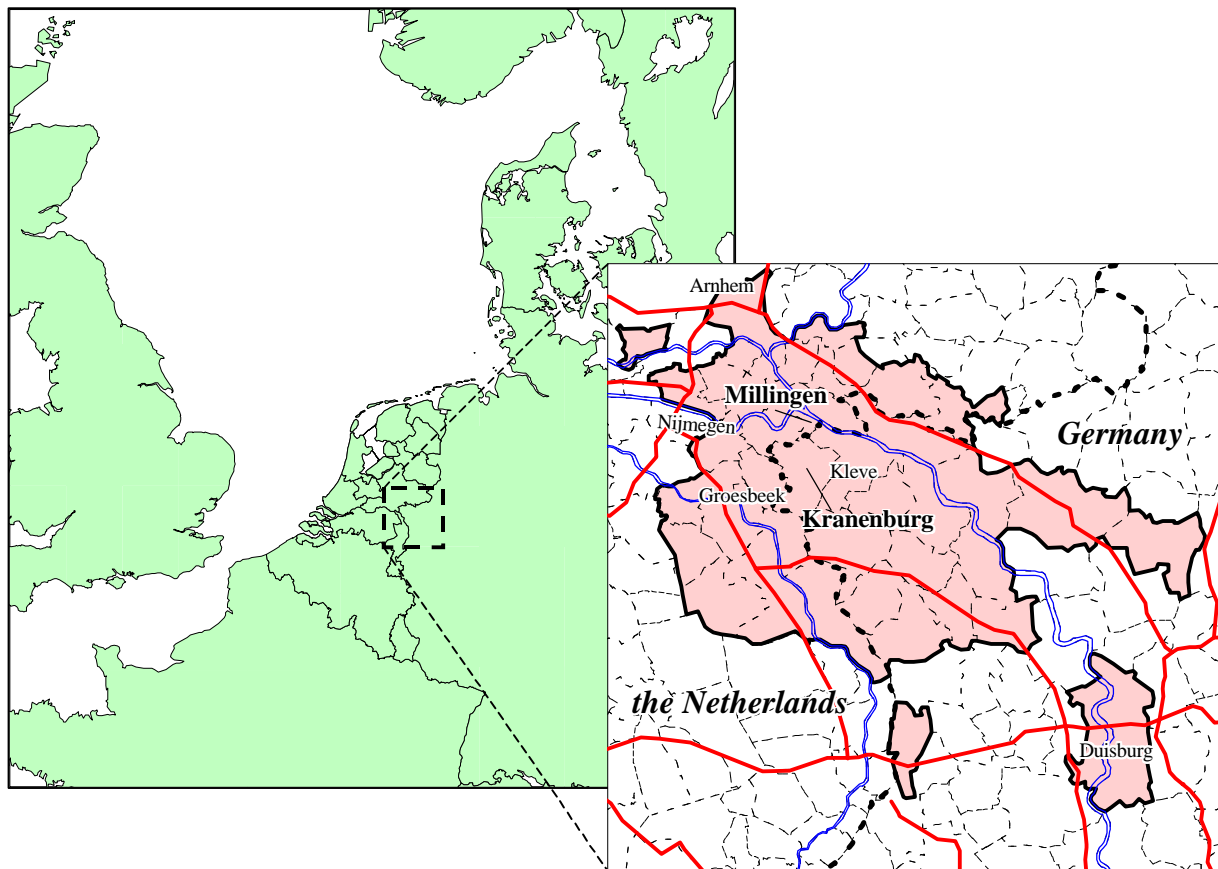 Arnhem
Millingen
Nijmegen
Germany
Kleve
Groesbeek
Kranenburg
the Netherlands
Duisburg